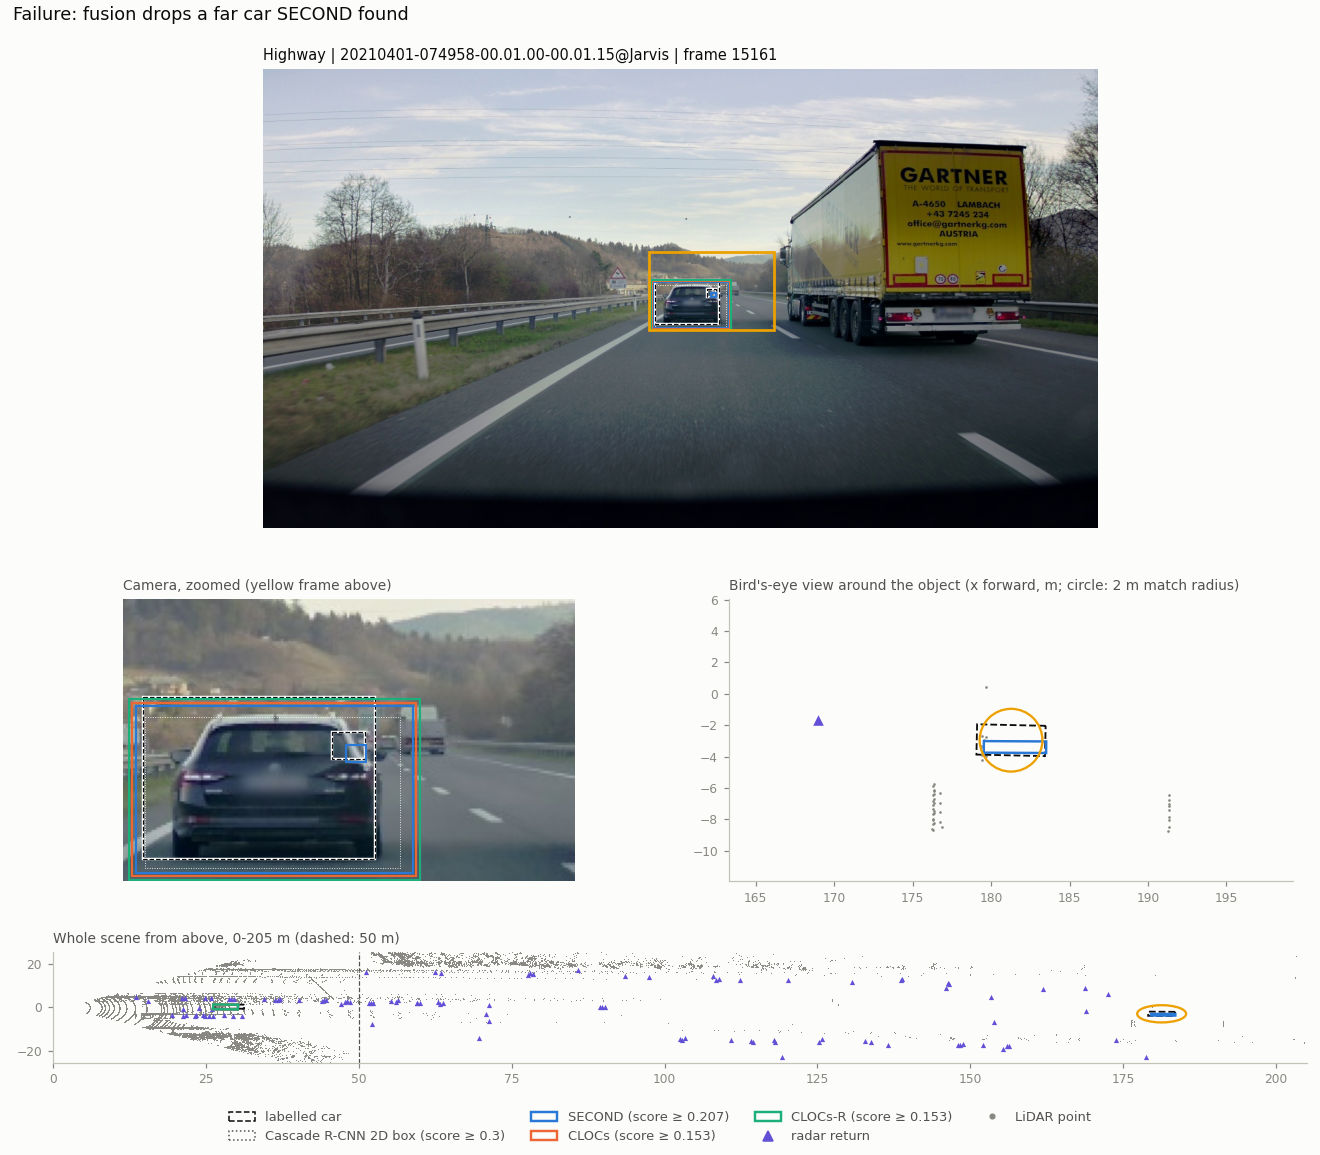 Failure: fusion drops a far car SECOND found
Highway | 20210401-074958-00.01.00-00.01.15@Jarvis | frame 15161
GARTNER
THE WORLD OF TRANSPORT
A-4650 LAMBACH
+43 7245 234
office@gartnerkg.com
AUSTRIA
www.gartnerkg.com
Camera, zoomed (yellow frame above)
Bird's-eye view around the object (x forward, m; circle: 2 m match radius)
6
4
2
0
−2
−4
−6
−8
−10
165 170 175 180 185 190 195
Whole scene from above, 0-205 m (dashed: 50 m)
20
0
−20
0 25 50 75 100 125 150 175 200
labelled car
Cascade R-CNN 2D box (score ≥ 0.3)
SECOND (score ≥ 0.207)
CLOCs (score ≥ 0.153)
CLOCs-R (score ≥ 0.153)
radar return
LiDAR point